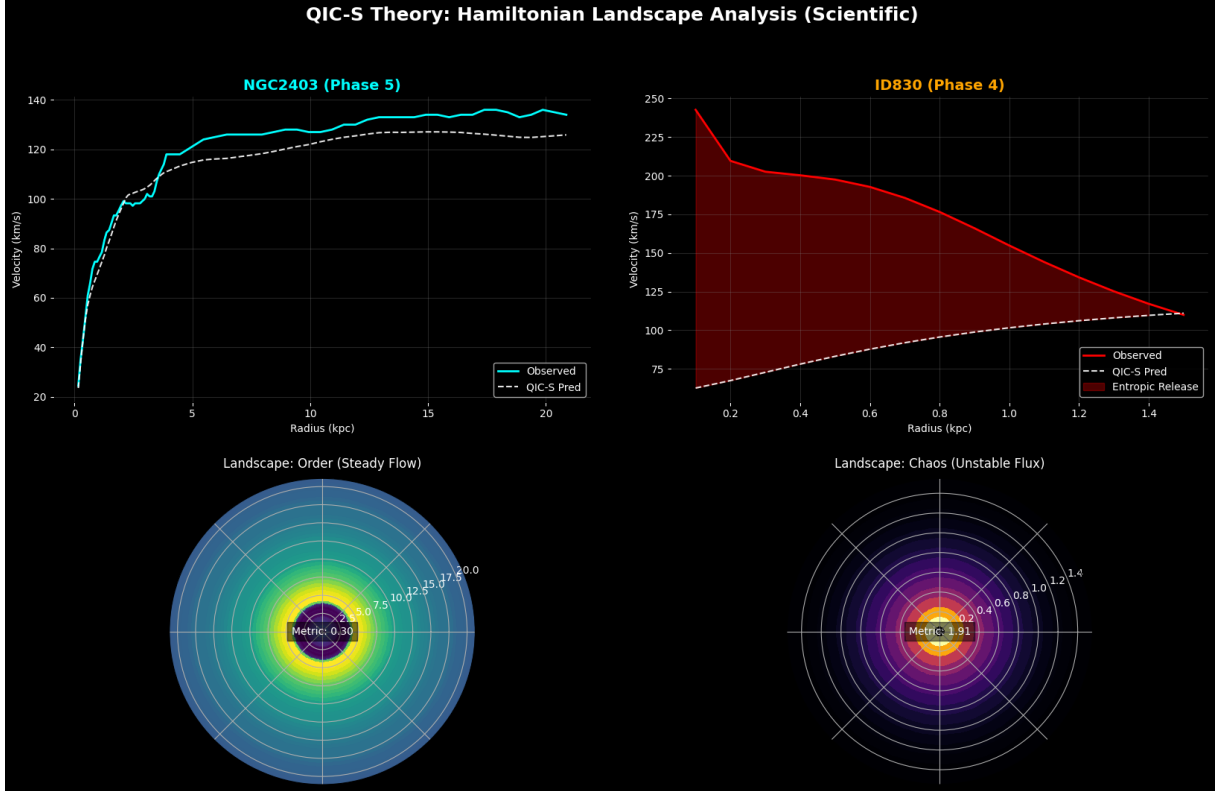 QIC-S Theory: Hamiltonian Landscape Analysis (Scientific)
NGC2403 (Phase 5)
Velocity (km/s)
140
120
100
80
60
40
20
0
5
10
15
20
Radius (kpc)
Observed
QIC-S Pred
ID830 (Phase 4)
Velocity (km/s)
250
225
200
175
150
125
100
75
0.2
0.4
0.6
0.8
1.0
1.2
1.4
Radius (kpc)
Observed
QIC-S Pred
Entropic Release
Landscape: Order (Steady Flow)
2.5
5.0
7.5
10.0
12.5
15.0
17.5
20.0
Metric: 0.30
Landscape: Chaos (Unstable Flux)
0.2
0.4
0.6
0.8
1.0
1.2
1.4
Metric: 1.91